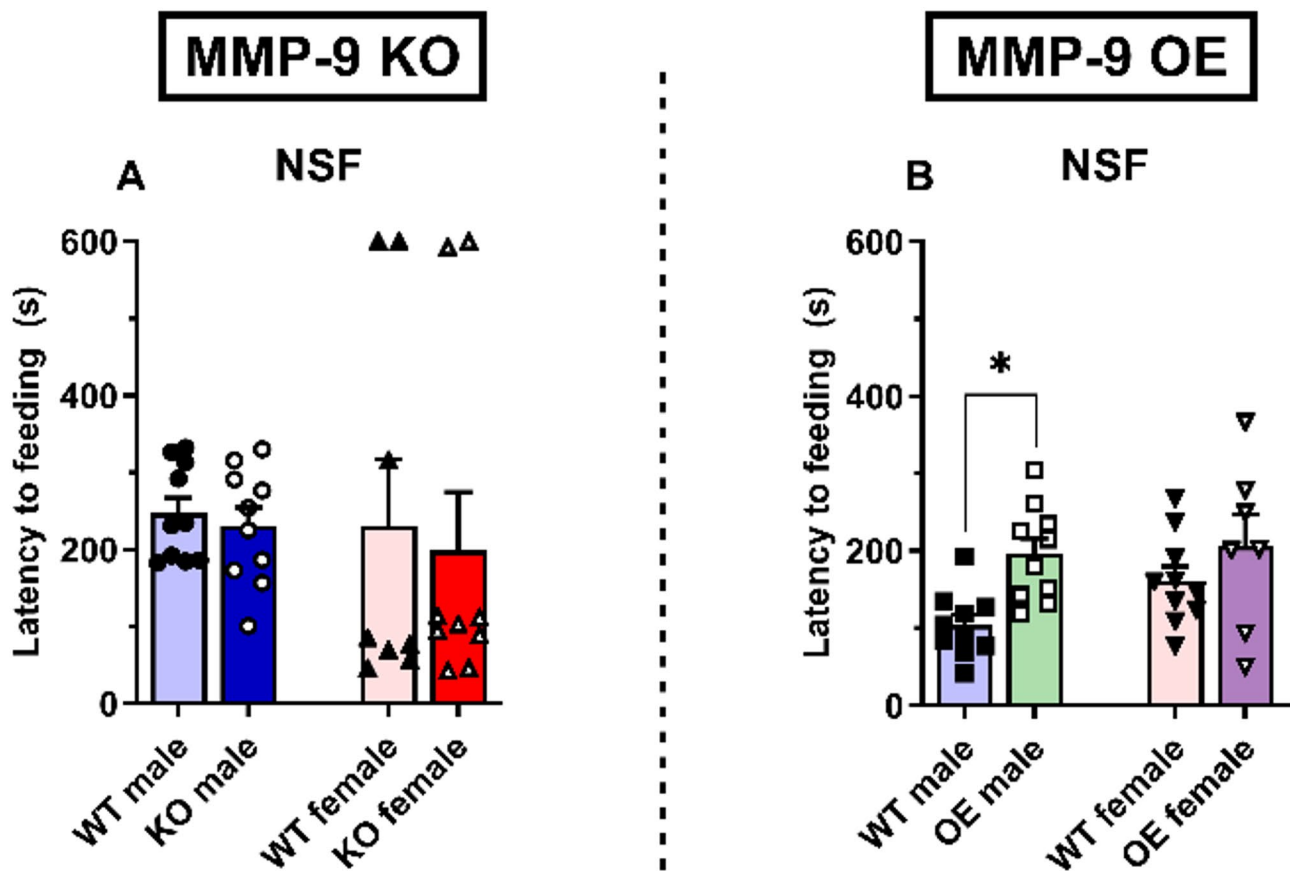 MMP-9 KO
A
NSF
Latency to feeding (s)
600
400
200
0
WT male
KO male
WT female
KO female
MMP-9 OE
B
NSF
Latency to feeding (s)
600
400
200
0
*
WT male
OE male
WT female
OE female